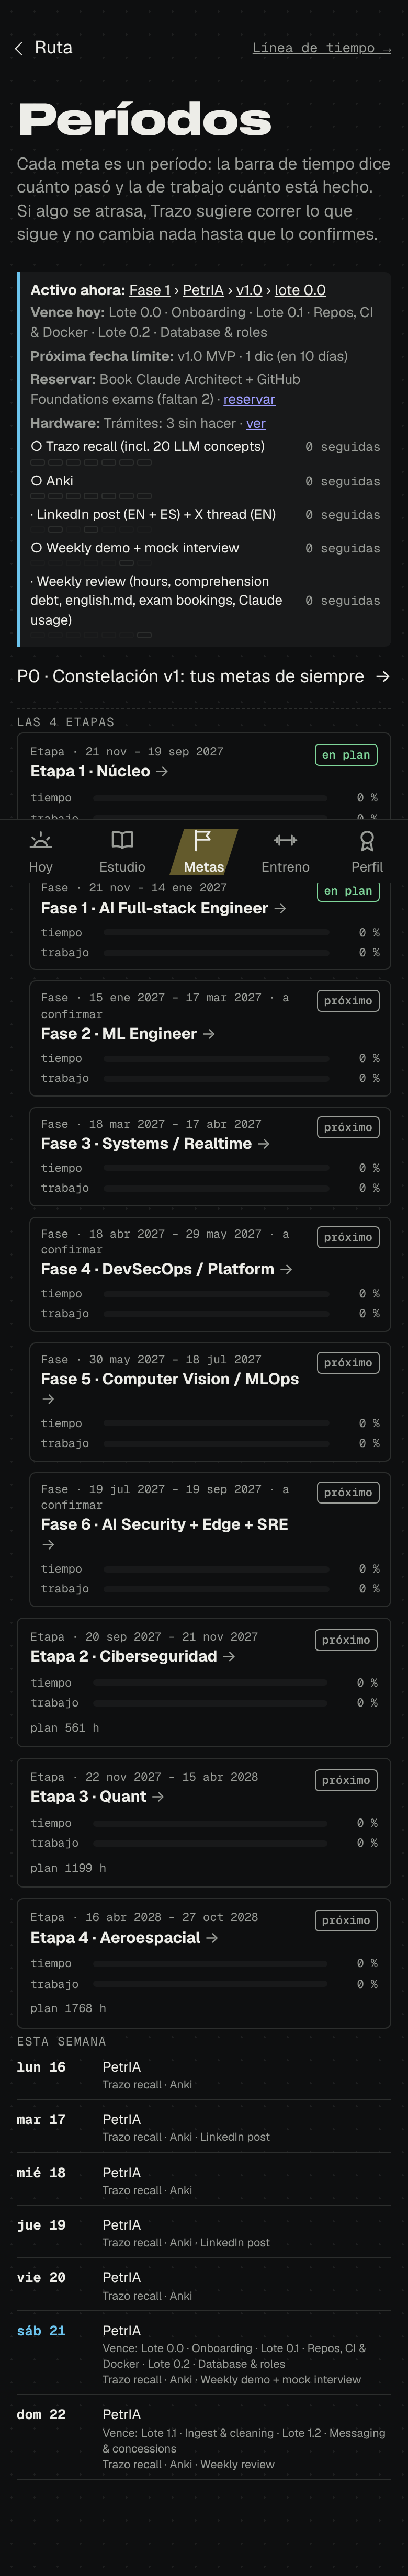 Ruta
Línea de tiempo →
Períodos
Cada meta es un período: la barra de tiempo dice
cuánto pasó y la de trabajo cuánto está hecho.
Si algo se atrasa, Trazo sugiere correr lo que
sigue y no cambia nada hasta que lo confirmes.
Activo ahora: Fase 1 › PetrIA › v1.0 › lote 0.0
Vence hoy: Lote 0.0 · Onboarding · Lote 0.1 · Repos, CI
& Docker · Lote 0.2 · Database & roles
Próxima fecha límite: v1.0 MVP · 1 dic (en 10 días)
Reservar: Book Claude Architect + GitHub
Foundations exams (faltan 2) · reservar
Hardware: Trámites: 3 sin hacer · ver
Trazo recall (incl. 20 LLM concepts) 0 seguidas
Anki 0 seguidas
· LinkedIn post (EN + ES) + X thread (EN) 0 seguidas
Weekly demo + mock interview 0 seguidas
· Weekly review (hours, comprehension
debt, english.md, exam bookings, Claude 0 seguidas
usage)
P0 · Constelación v1: tus metas de siempre →
LAS 4 ETAPAS
Etapa · 21 nov – 19 sep 2027 en plan
Etapa 1 · Núcleo →
tiempo 0 %
trabajo 0 %
Hoy Estudio Metas Entreno Perfil
Fase · 21 nov – 14 ene 2027 en plan
Fase 1 · AI Full-stack Engineer →
tiempo 0 %
trabajo 0 %
Fase · 15 ene 2027 – 17 mar 2027 · a próximo
confirmar
Fase 2 · ML Engineer →
tiempo 0 %
trabajo 0 %
Fase · 18 mar 2027 – 17 abr 2027 próximo
Fase 3 · Systems / Realtime →
tiempo 0 %
trabajo 0 %
Fase · 18 abr 2027 – 29 may 2027 · a próximo
confirmar
Fase 4 · DevSecOps / Platform →
tiempo 0 %
trabajo 0 %
Fase · 30 may 2027 – 18 jul 2027 próximo
Fase 5 · Computer Vision / MLOps
→
tiempo 0 %
trabajo 0 %
Fase · 19 jul 2027 – 19 sep 2027 · a próximo
confirmar
Fase 6 · AI Security + Edge + SRE
→
tiempo 0 %
trabajo 0 %
Etapa · 20 sep 2027 – 21 nov 2027 próximo
Etapa 2 · Ciberseguridad →
tiempo 0 %
trabajo 0 %
plan 561 h
Etapa · 22 nov 2027 – 15 abr 2028 próximo
Etapa 3 · Quant →
tiempo 0 %
trabajo 0 %
plan 1199 h
Etapa · 16 abr 2028 – 27 oct 2028 próximo
Etapa 4 · Aeroespacial →
tiempo 0 %
trabajo 0 %
plan 1768 h
ESTA SEMANA
lun 16 PetrIA
Trazo recall · Anki
mar 17 PetrIA
Trazo recall · Anki · LinkedIn post
mié 18 PetrIA
Trazo recall · Anki
jue 19 PetrIA
Trazo recall · Anki · LinkedIn post
vie 20 PetrIA
Trazo recall · Anki
sáb 21 PetrIA
Vence: Lote 0.0 · Onboarding · Lote 0.1 · Repos, CI &
Docker · Lote 0.2 · Database & roles
Trazo recall · Anki · Weekly demo + mock interview
dom 22 PetrIA
Vence: Lote 1.1 · Ingest & cleaning · Lote 1.2 · Messaging
& concessions
Trazo recall · Anki · Weekly review